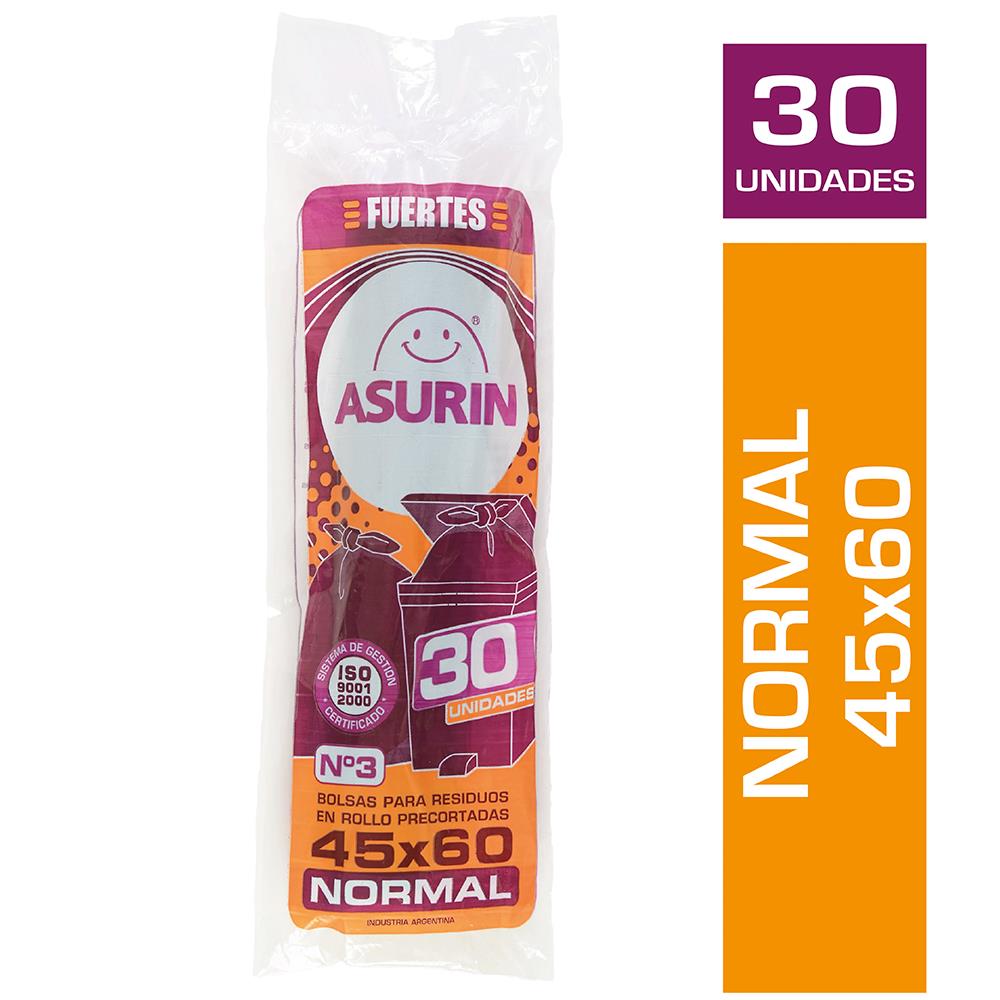 FUERTES
ASURIN
®
30
UNIDADES
SISTEMA DE GESTION
ISO
9001
2000
CERTIFICADO
Nº3
BOLSAS PARA RESIDUOS
EN ROLLO PRECORTADAS
45x60
NORMAL
INDUSTRIA ARGENTINA
30
UNIDADES
NORMAL
45x60